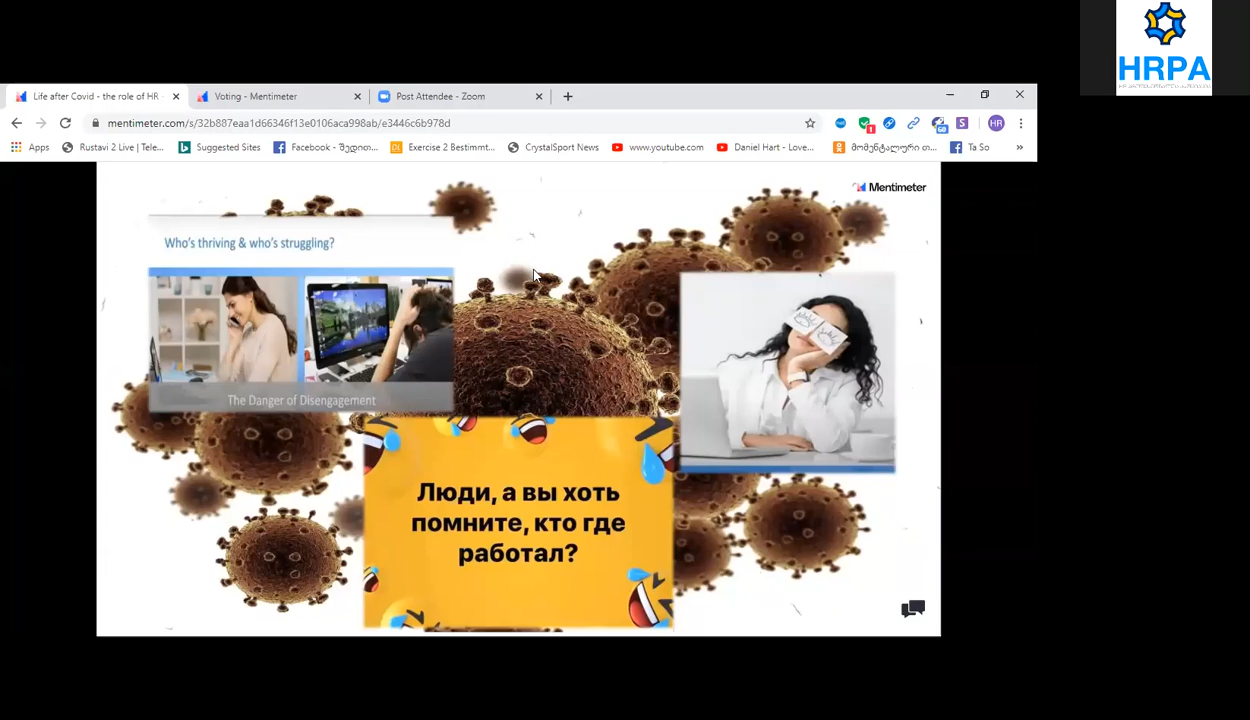 HRPA
Life after Covid - the role of HR -
Voting - Mentimeter
Post Attendee - Zoom
mentimeter.com/s/32b887eaa1d66346f13e0106aca998ab/e3446c6b978d
HR
Apps
Rustavi 2 Live | Tele...
Suggested Sites
Facebook - შედით...
Exercise 2 Bestimmt...
CrystalSport News
www.youtube.com
Daniel Hart - Love...
მომენტალური თ...
Ta So
»
Mentimeter
Who's thriving & who's struggling?
The Danger of Disengagement
Люди, а вы хоть
помните, кто где
работал?